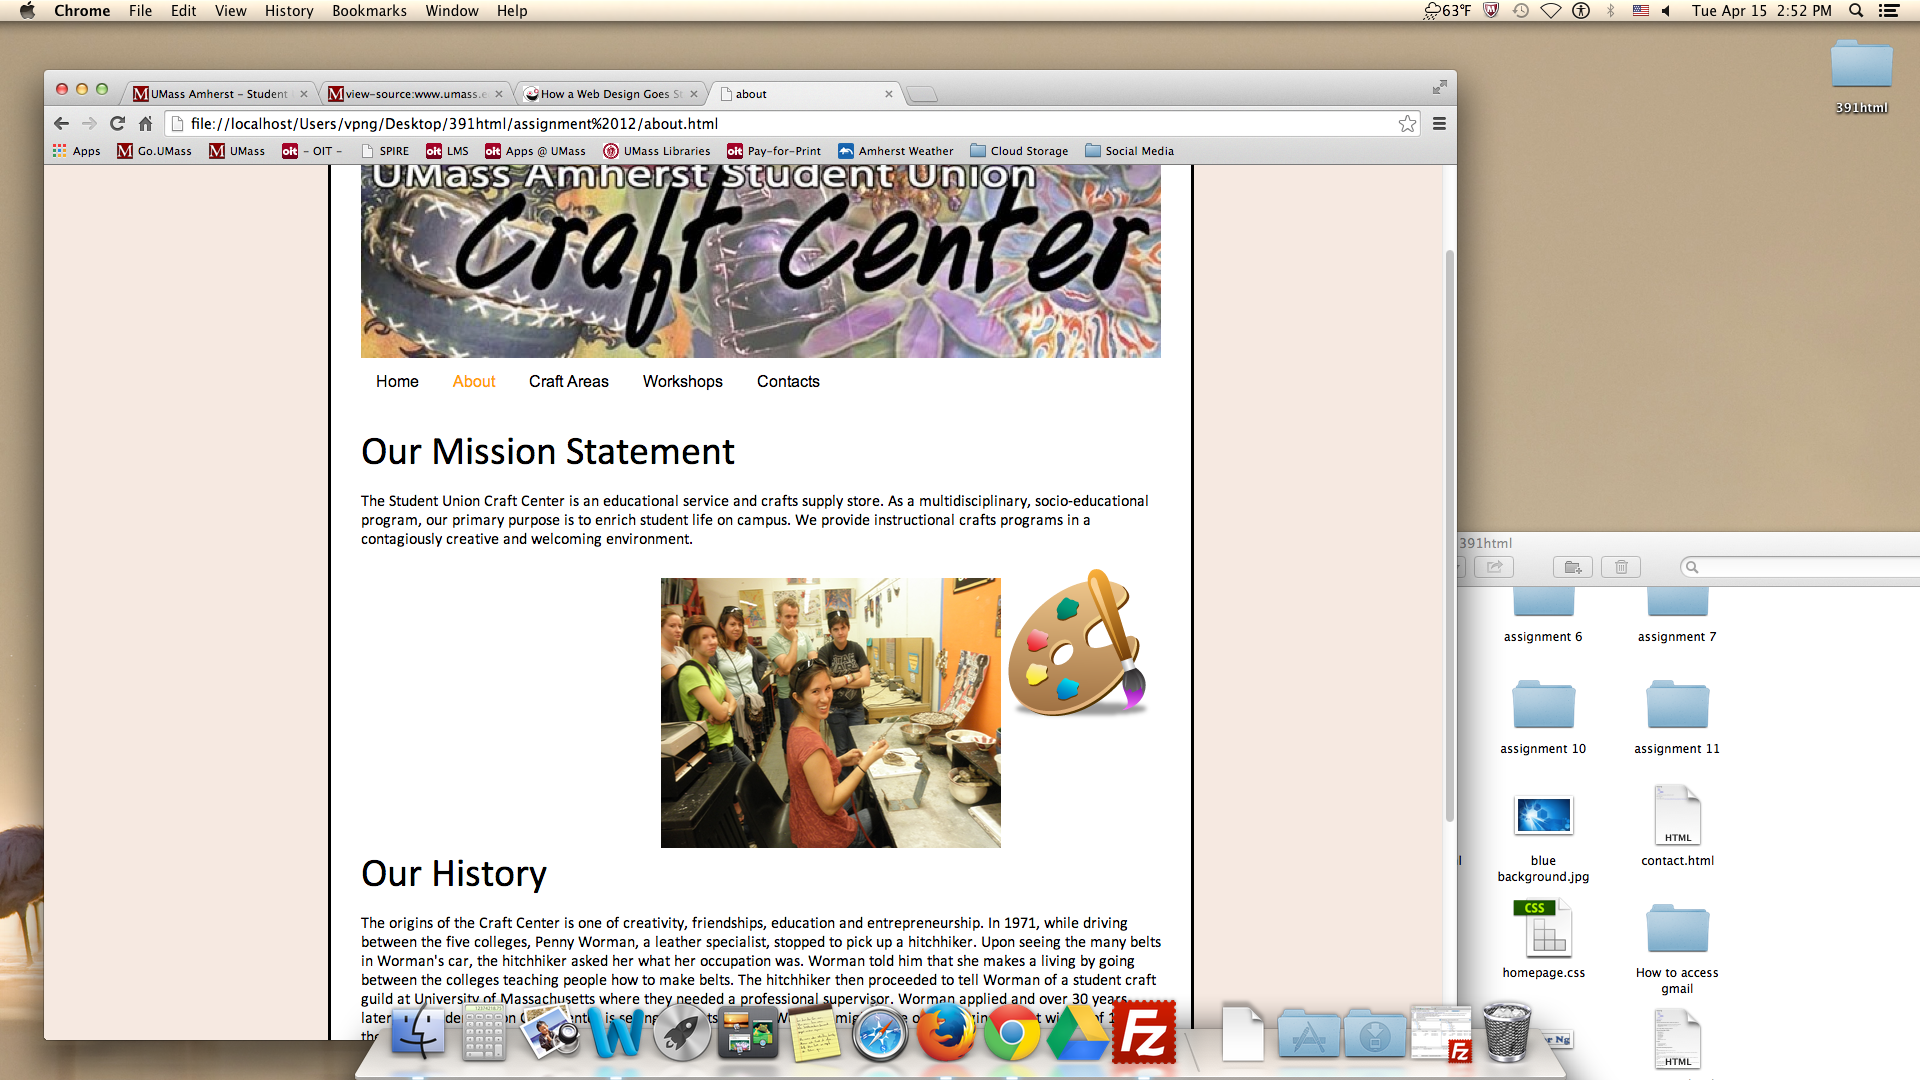 Chrome File Edit View History Bookmarks Window Help 63°F Tue Apr 15 2:52 PM
391html
UMass Amherst – Student
view-source:www.umass.e
How a Web Design Goes St
about
file://localhost/Users/vpng/Desktop/391html/assignment%2012/about.html
Apps Go.UMass UMass – OIT – SPIRE LMS Apps @ UMass UMass Libraries Pay-for-Print Amherst Weather Cloud Storage Social Media
UMass Amherst Student Union
Craft Center
Home About Craft Areas Workshops Contacts
Our Mission Statement
The Student Union Craft Center is an educational service and crafts supply store. As a multidisciplinary, socio-educational
program, our primary purpose is to enrich student life on campus. We provide instructional crafts programs in a
contagiously creative and welcoming environment.
Our History
The origins of the Craft Center is one of creativity, friendships, education and entrepreneurship. In 1971, while driving
between the five colleges, Penny Worman, a leather specialist, stopped to pick up a hitchhiker. Upon seeing the many belts
in Worman's car, the hitchhiker asked her what her occupation was. Worman told him that she makes a living by going
between the colleges teaching people how to make belts. The hitchhiker then proceeded to tell Worman of a student craft
guild at University of Massachusetts where they needed a professional supervisor. Worman applied and over 30 years
later
391html
assignment 6
assignment 7
assignment 10
assignment 11
blue
background.jpg
HTML
contact.html
CSS
homepage.css
How to access
gmail
HTML